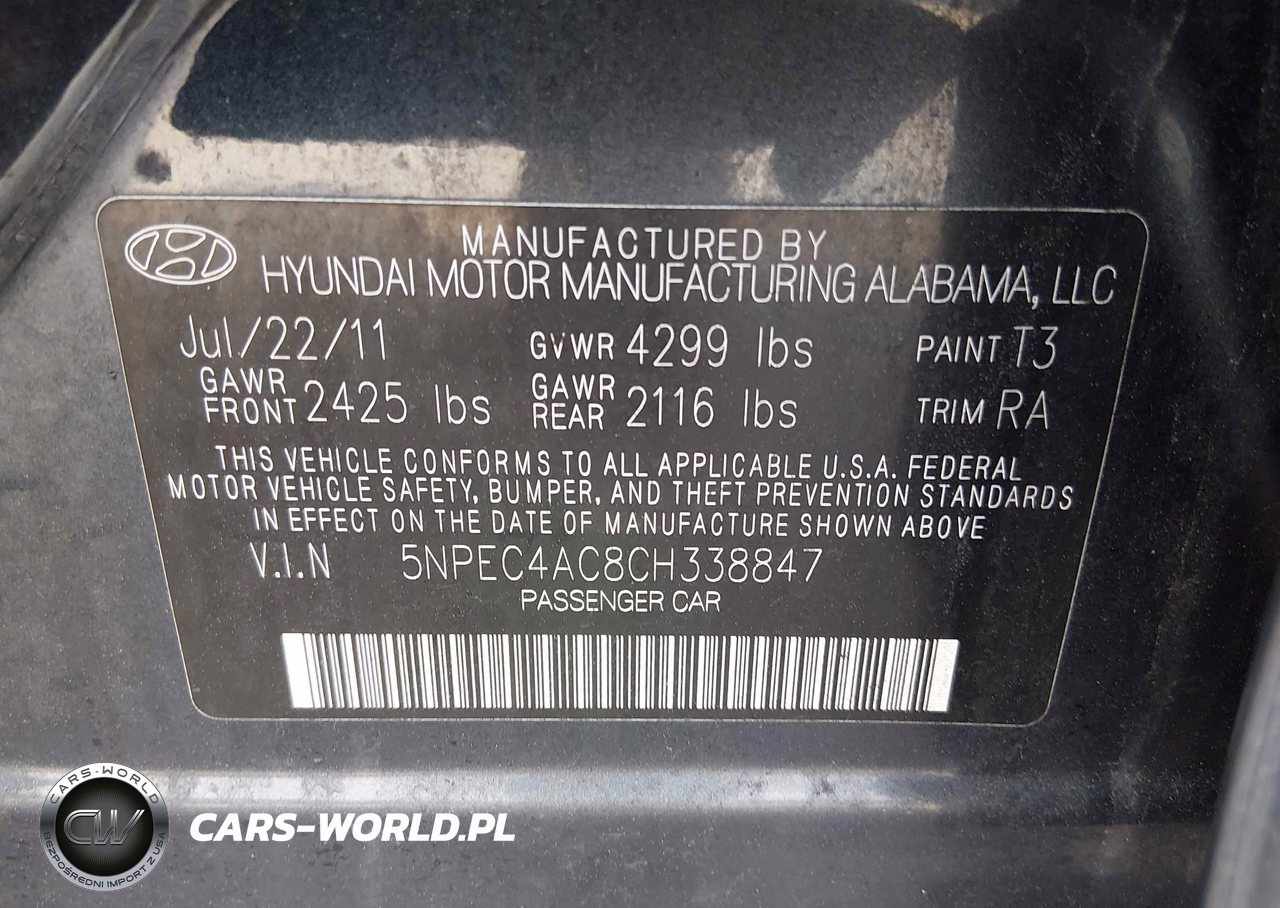 MANUFACTURED BY
HYUNDAI MOTOR MANUFACTURING ALABAMA, LLC
Jul/22/11 GVWR 4299 lbs PAINT T3
GAWR FRONT 2425 lbs GAWR REAR 2116 lbs TRIM RA
THIS VEHICLE CONFORMS TO ALL APPLICABLE U.S.A. FEDERAL
MOTOR VEHICLE SAFETY, BUMPER, AND THEFT PREVENTION STANDARDS
IN EFFECT ON THE DATE OF MANUFACTURE SHOWN ABOVE
V.I.N 5NPEC4AC8CH338847
PASSENGER CAR
CARS-WORLD
CW
BEZPOŚREDNI IMPORT Z USA
CARS-WORLD.PL